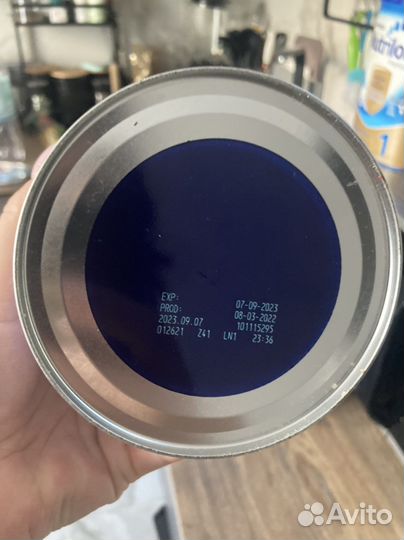 Nutrilon
1
EXP: 07-09-2023
PROD: 08-03-2022
2023.09.07 101115295
012621 Z41 LN1 23:36
Avito